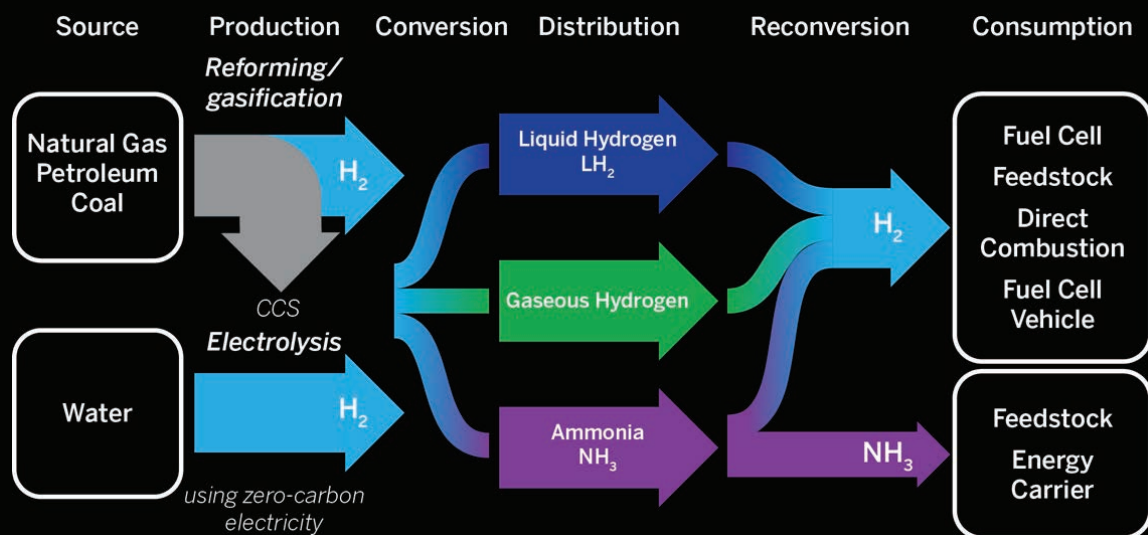 Source
Production
Conversion
Distribution
Reconversion
Consumption
Reforming/
gasification
Natural Gas
Petroleum
Coal
H₂
CCS
Electrolysis
Water
H₂
using zero-carbon
electricity
Liquid Hydrogen
LH₂
Gaseous Hydrogen
Ammonia
NH₃
H₂
NH₃
Fuel Cell
Feedstock
Direct
Combustion
Fuel Cell
Vehicle
Feedstock
Energy
Carrier